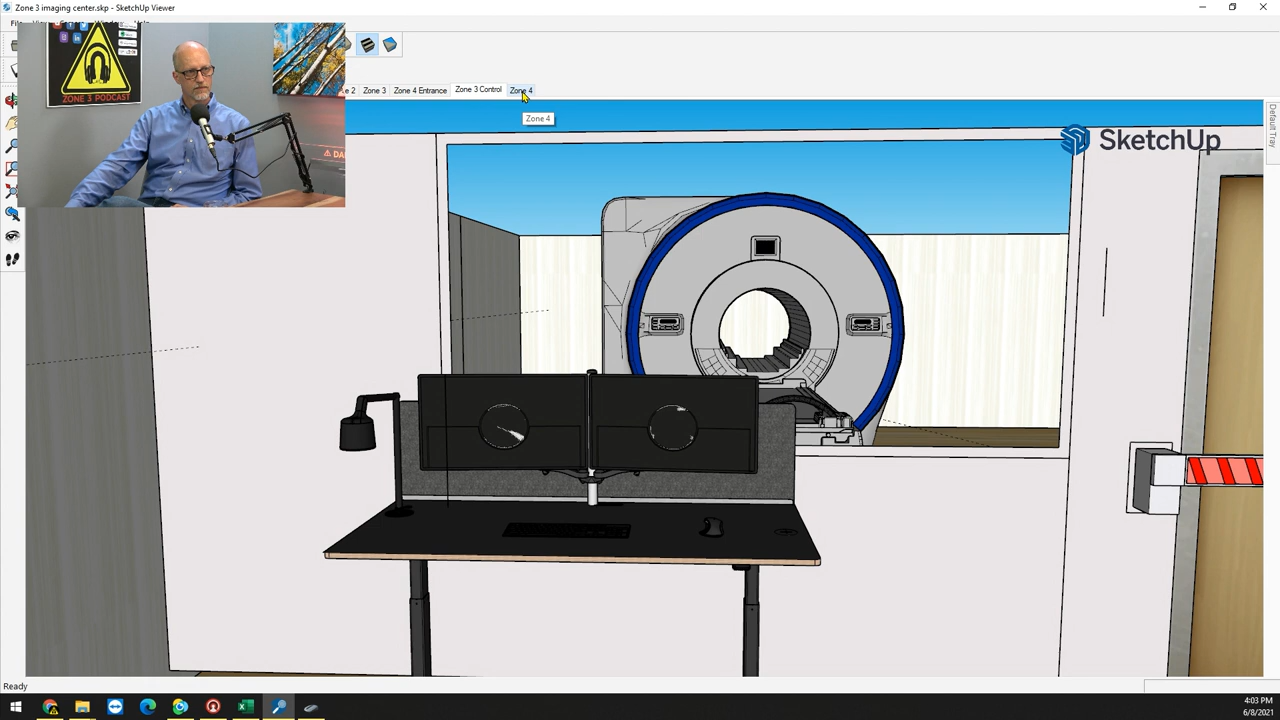 Zone 3 imaging center.skp - SketchUp Viewer
ZONE 3 PODCAST
e 2
Zone 3
Zone 4 Entrance
Zone 3 Control
Zone 4
Zone 4
SketchUp
Default Tray
Ready
4:03 PM
6/8/2021